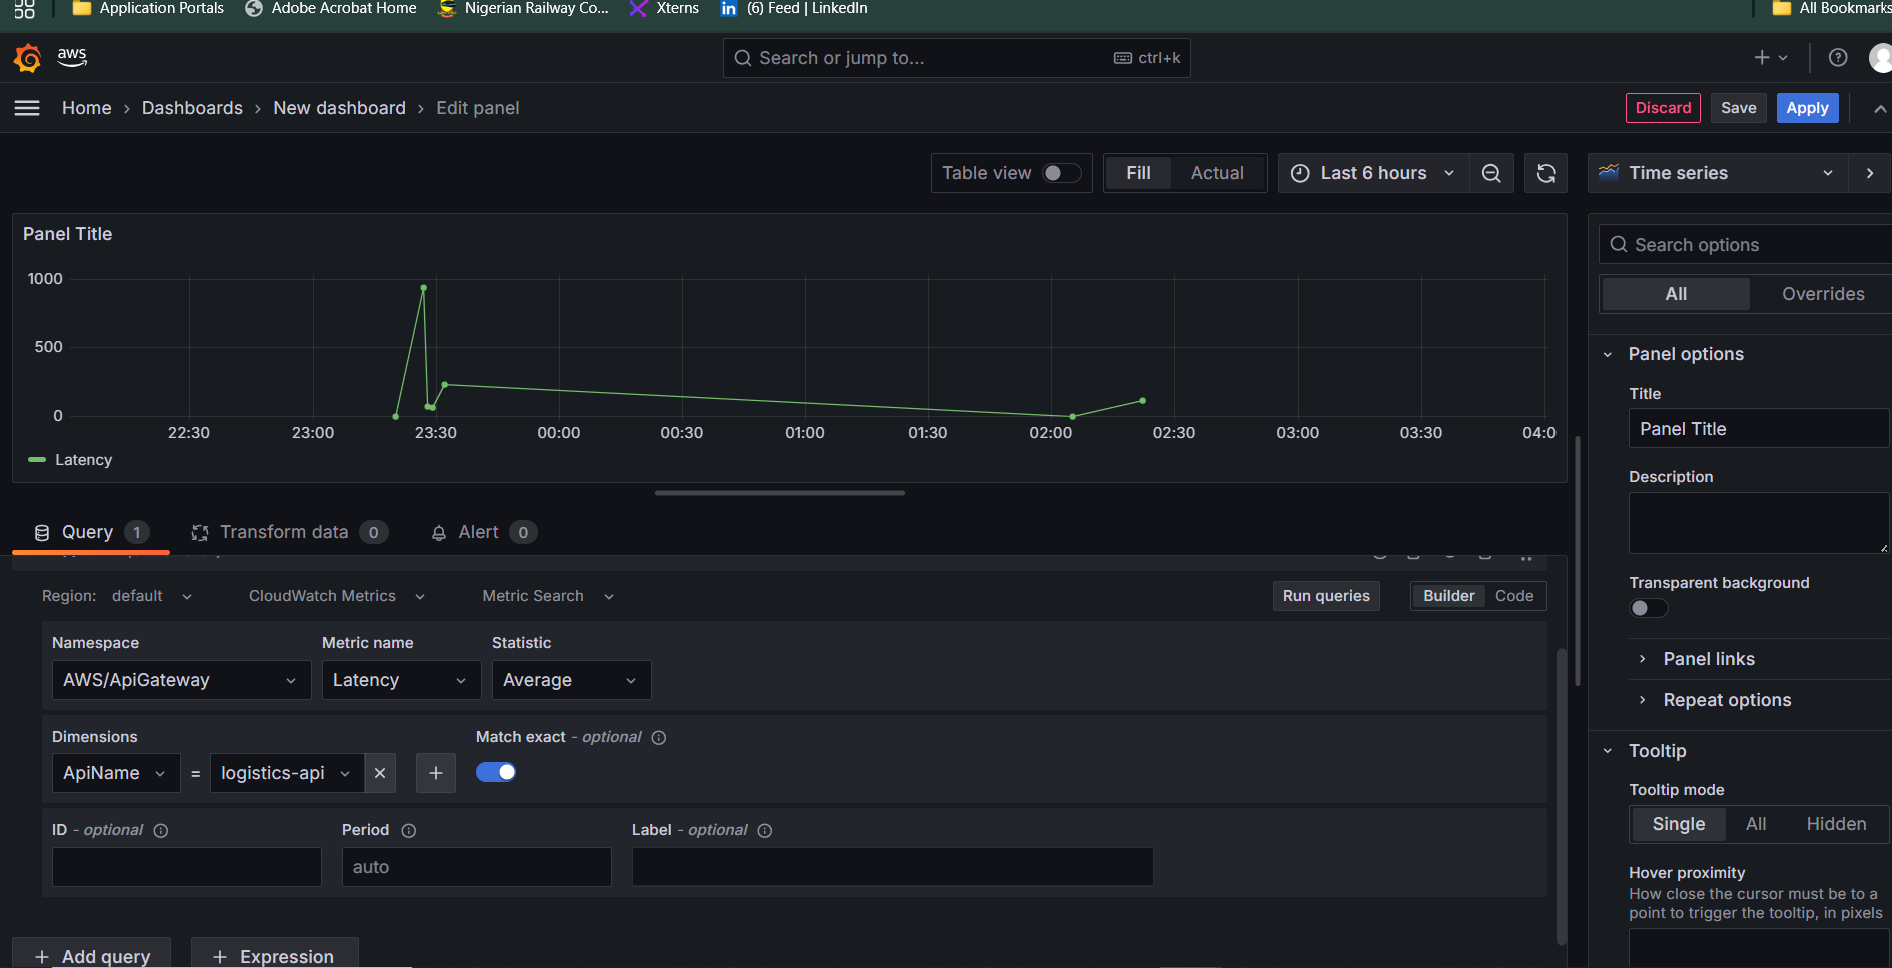 Application Portals
Adobe Acrobat Home
Nigerian Railway Co...
Xterns
in (6) Feed | LinkedIn
All Bookmarks
aws
Search or jump to...
ctrl+k
Home › Dashboards › New dashboard › Edit panel
Discard
Save
Apply
Table view
Fill
Actual
Last 6 hours
Time series
Panel Title
1000
500
0
22:30 23:00 23:30 00:00 00:30 01:00 01:30 02:00 02:30 03:00 03:30 04:0
Latency
Query 1
Transform data 0
Alert 0
Region: default
CloudWatch Metrics
Metric Search
Run queries
Builder
Code
Namespace
Metric name
Statistic
AWS/ApiGateway
Latency
Average
Dimensions
Match exact - optional
ApiName
=
logistics-api
ID - optional
Period
Label - optional
auto
+ Add query
+ Expression
Search options
All
Overrides
Panel options
Title
Panel Title
Description
Transparent background
Panel links
Repeat options
Tooltip
Tooltip mode
Single
All
Hidden
Hover proximity
How close the cursor must be to a
point to trigger the tooltip, in pixels